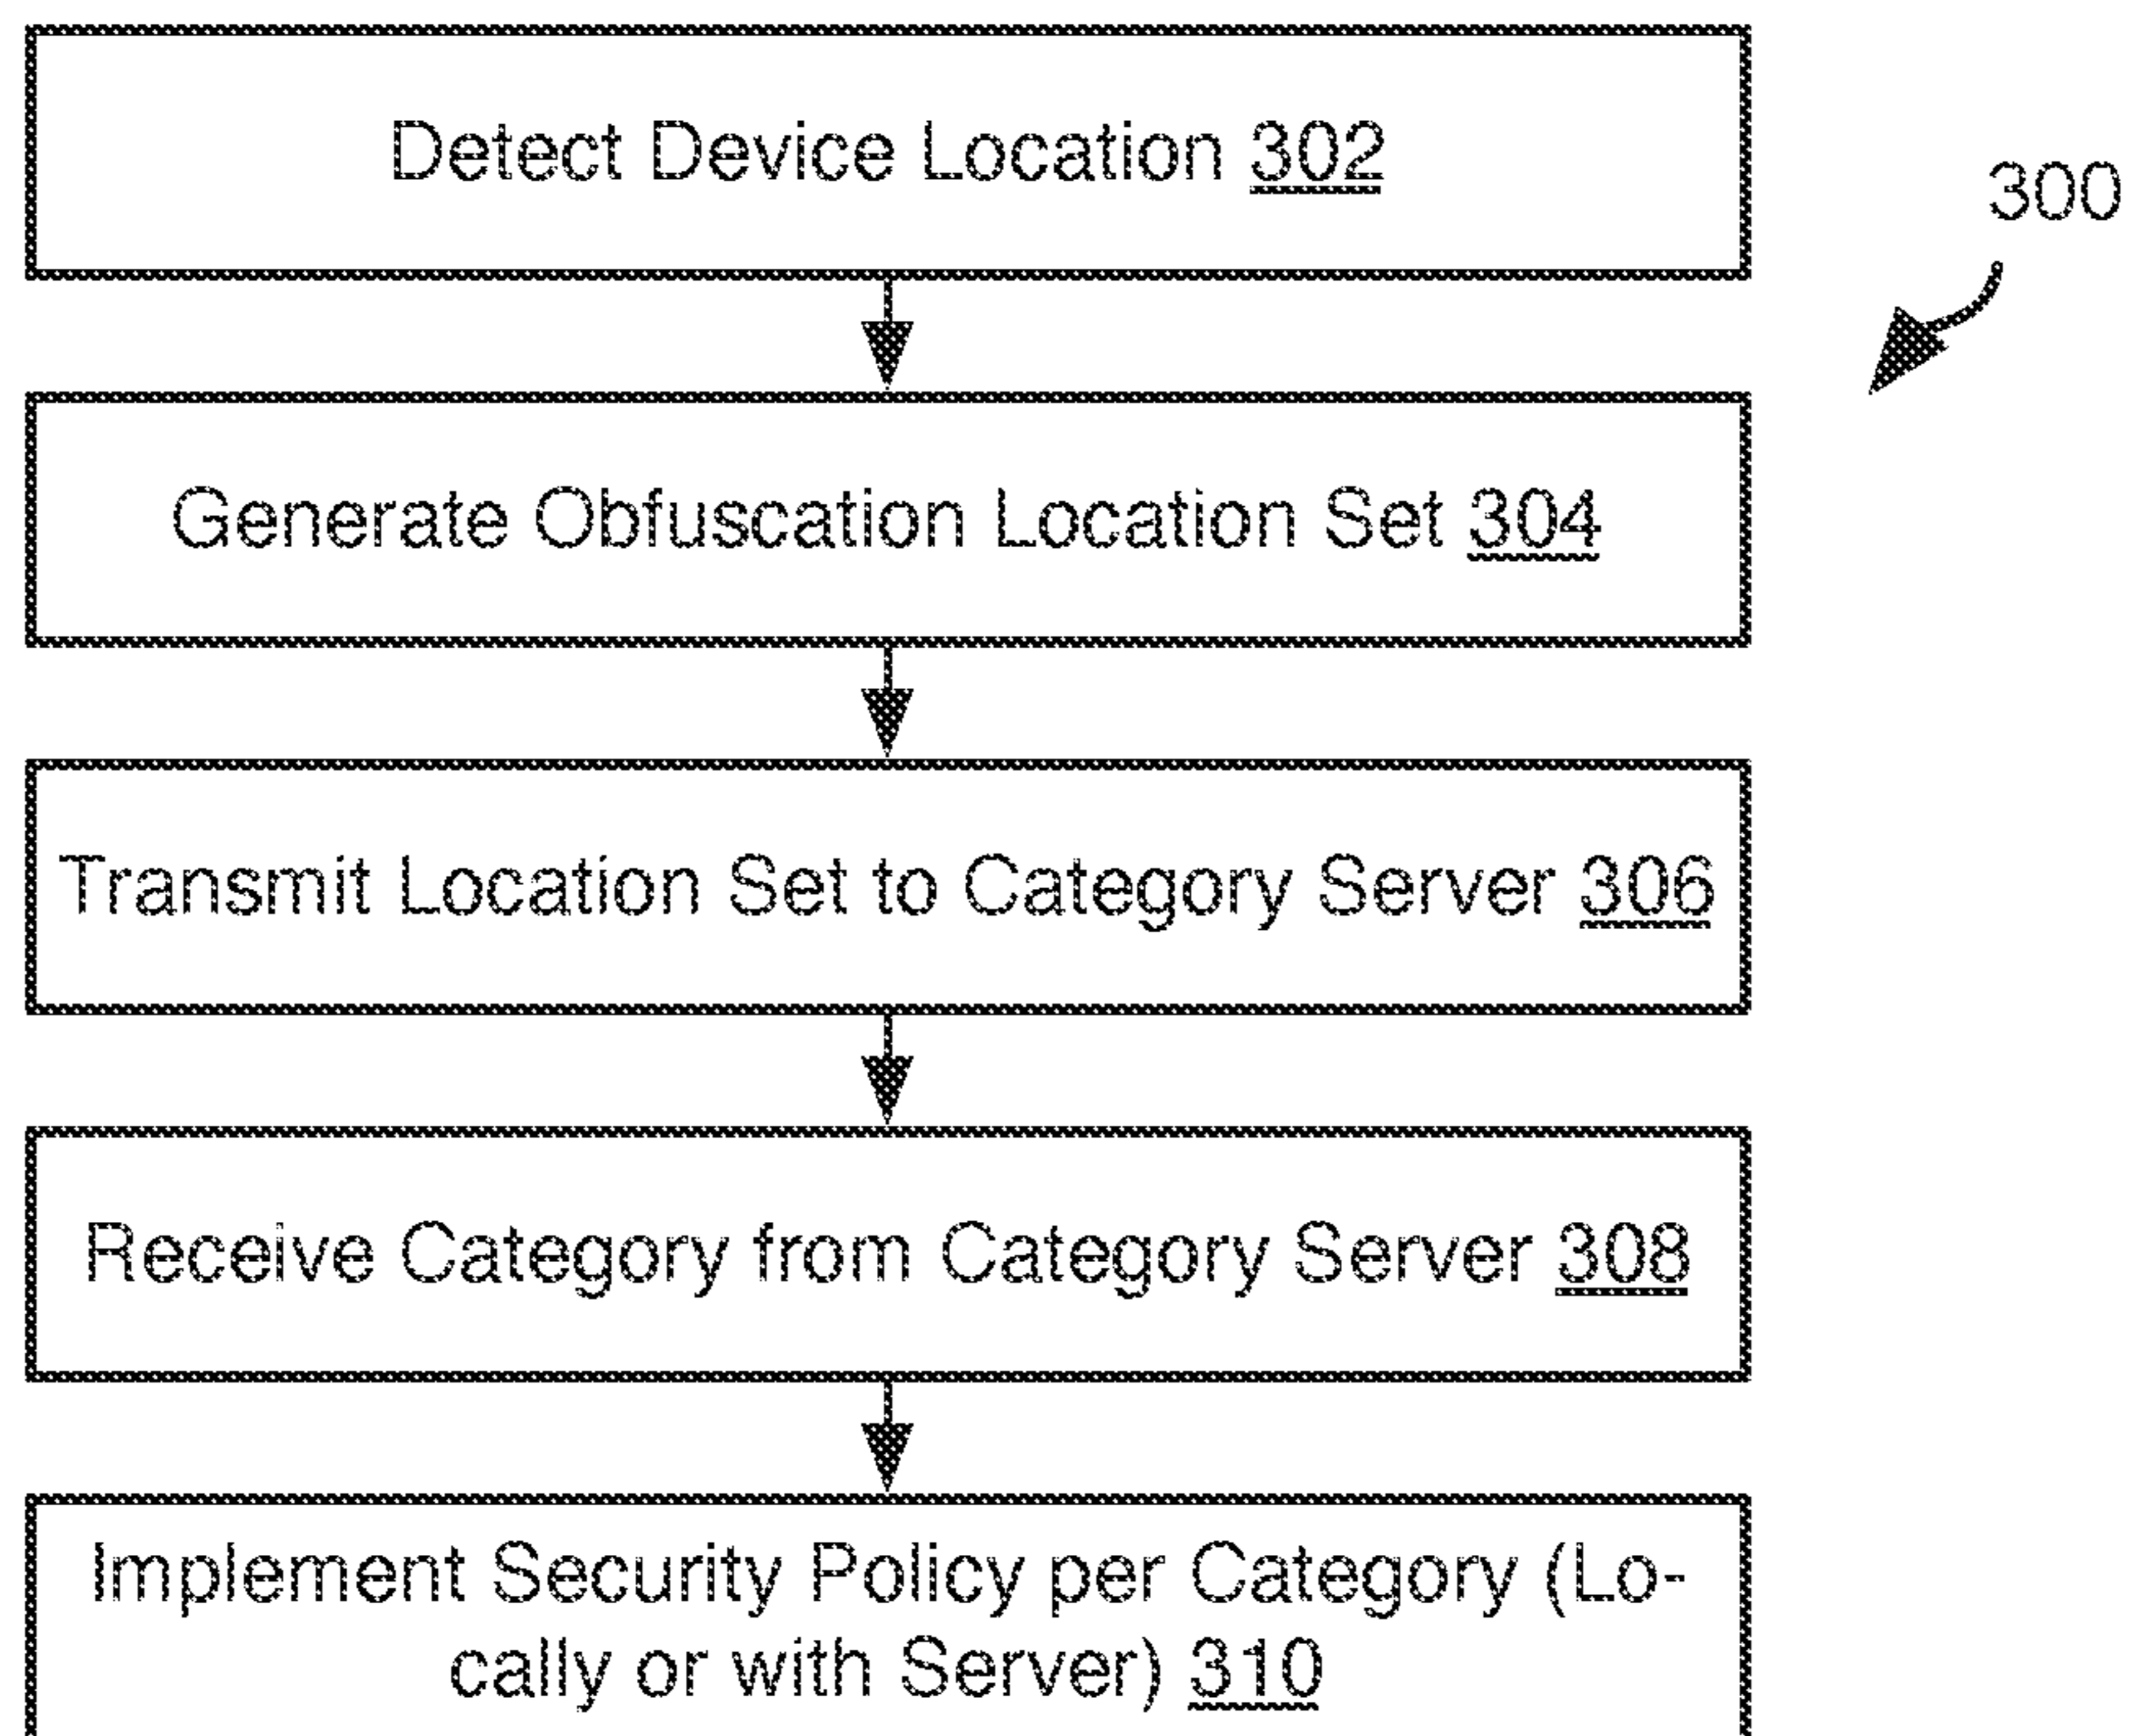 Detect Device Location 302
300
Generate Obfuscation Location Set 304
Transmit Location Set to Category Server 306
Receive Category from Category Server 308
Implement Security Policy per Category (Lo-
cally or with Server) 310